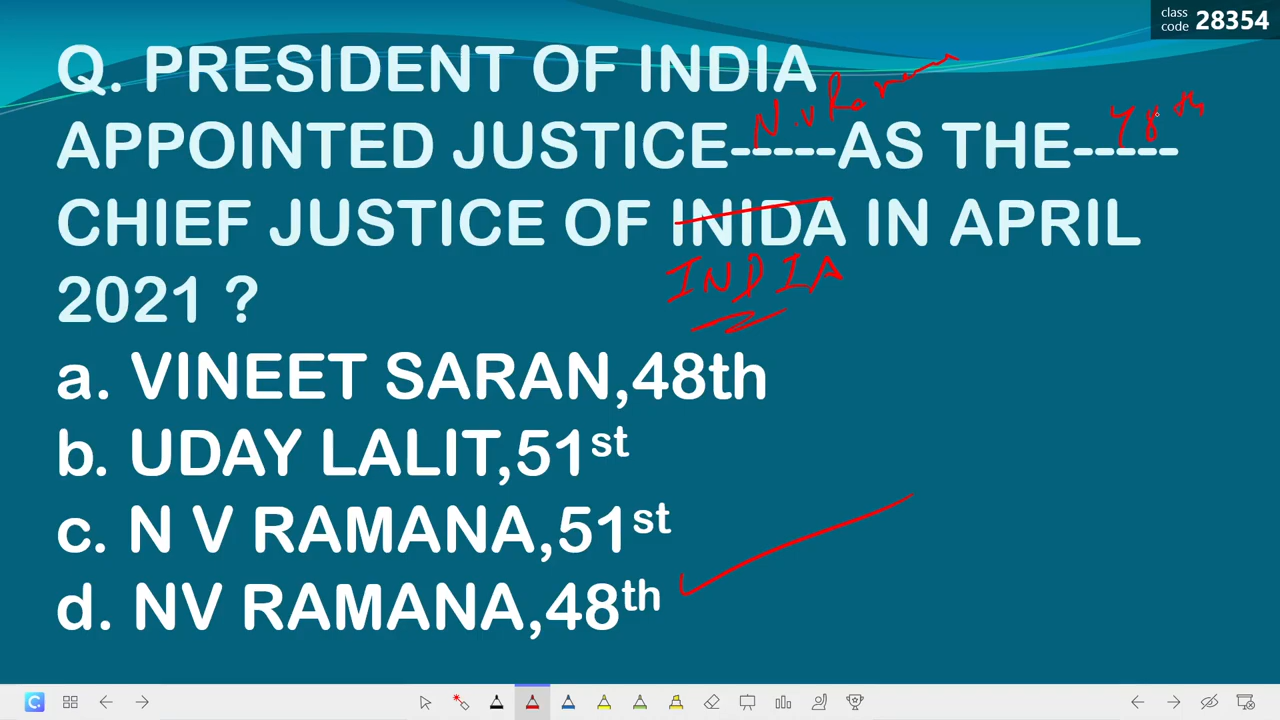 class
code 28354
Q. PRESIDENT OF INDIA
N.V Ramana 48th
APPOINTED JUSTICE-----AS THE-----
CHIEF JUSTICE OF INIDA IN APRIL
INDIA
2021 ?
a. VINEET SARAN,48th
b. UDAY LALIT,51st
c. N V RAMANA,51st
d. NV RAMANA,48th